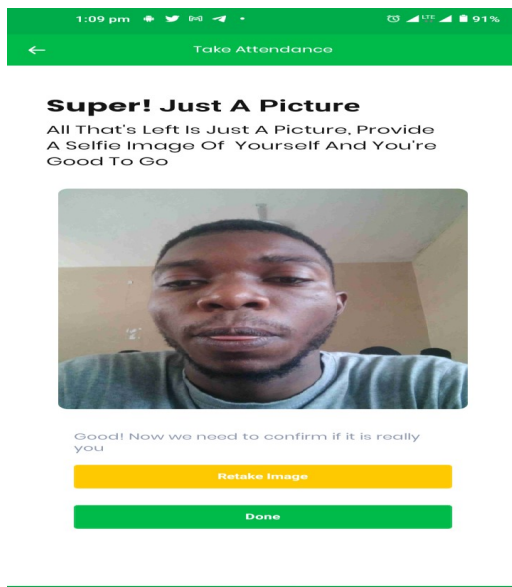 1:09 pm LTE 91%
Take Attendance
Super! Just A Picture
All That's Left Is Just A Picture, Provide
A Selfie Image Of Yourself And You're
Good To Go
Good! Now we need to confirm if it is really
you
Retake Image
Done